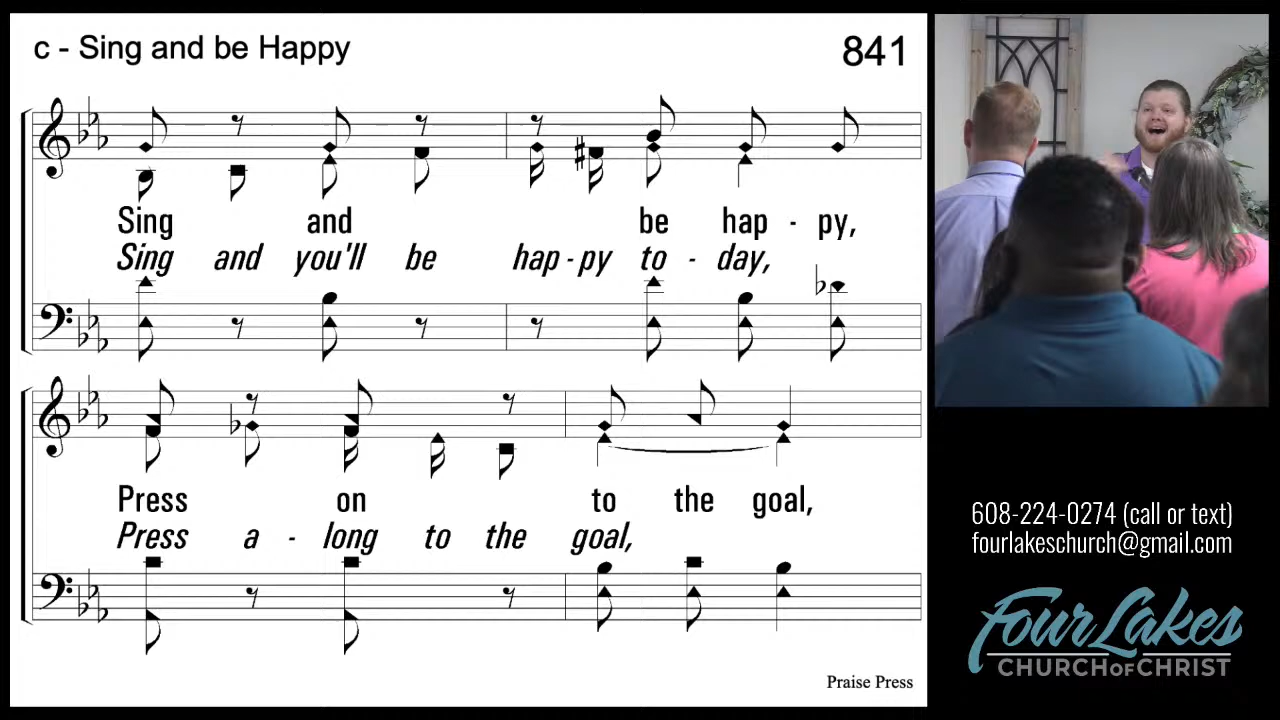 c - Sing and be Happy
841
Sing and be hap - py,
Sing and you'll be hap - py to - day,
Press on to the goal,
Press a - long to the goal,
Praise Press
608-224-0274 (call or text)
fourlakeschurch@gmail.com
Four Lakes
CHURCH OF CHRIST